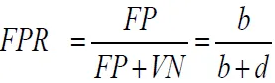 FPR = FP / (FP + VN) = b / (b + d)